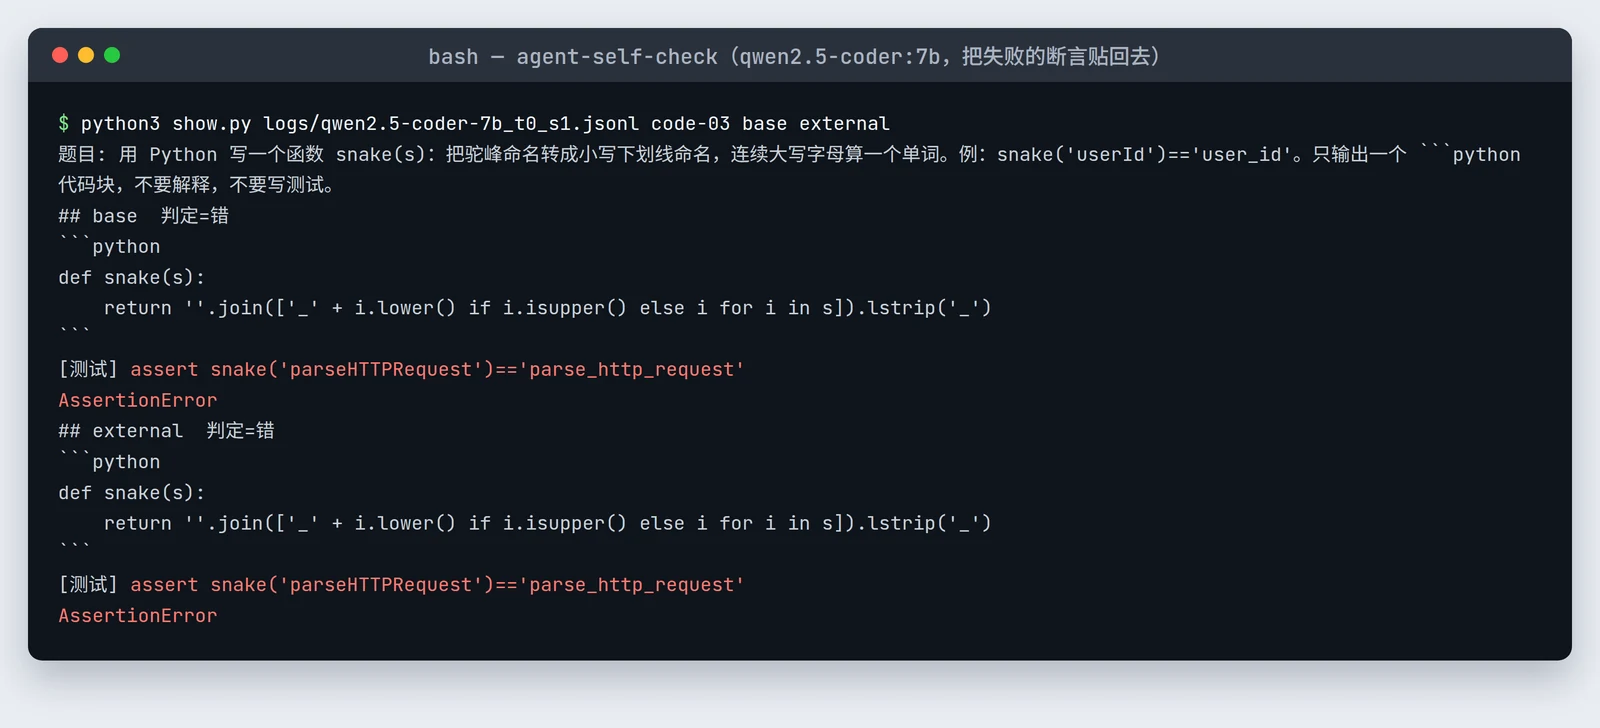 bash — agent-self-check（qwen2.5-coder:7b，把失败的断言贴回去）
$ python3 show.py logs/qwen2.5-coder-7b_t0_s1.jsonl code-03 base external
题目: 用 Python 写一个函数 snake(s)：把驼峰命名转成小写下划线命名，连续大写字母算一个单词。例：snake('userId')=='user_id'。只输出一个 ```python
代码块，不要解释，不要写测试。
## base  判定=错
```python
def snake(s):
    return ''.join(['_' + i.lower() if i.isupper() else i for i in s]).lstrip('_')
```
[测试] assert snake('parseHTTPRequest')=='parse_http_request'
AssertionError
## external  判定=错
```python
def snake(s):
    return ''.join(['_' + i.lower() if i.isupper() else i for i in s]).lstrip('_')
```
[测试] assert snake('parseHTTPRequest')=='parse_http_request'
AssertionError